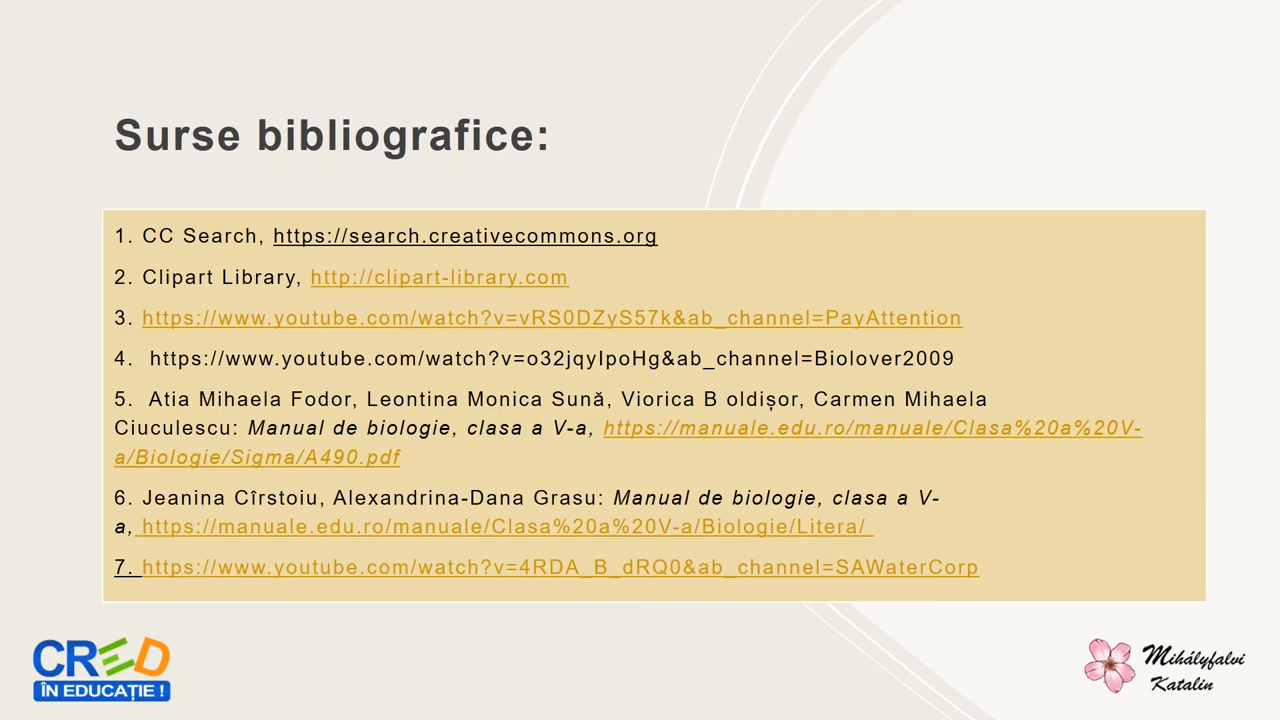 Surse bibliografice:
1. CC Search, https://search.creativecommons.org
2. Clipart Library, http://clipart-library.com
3. https://www.youtube.com/watch?v=vRS0DZyS57k&ab_channel=PayAttention
4.  https://www.youtube.com/watch?v=o32jqyIpoHg&ab_channel=Biolover2009
5.  Atia Mihaela Fodor, Leontina Monica Sună, Viorica B oldișor, Carmen Mihaela
Ciuculescu: Manual de biologie, clasa a V-a, https://manuale.edu.ro/manuale/Clasa%20a%20V-
a/Biologie/Sigma/A490.pdf
6. Jeanina Cîrstoiu, Alexandrina-Dana Grasu: Manual de biologie, clasa a V-
a, https://manuale.edu.ro/manuale/Clasa%20a%20V-a/Biologie/Litera/
7. https://www.youtube.com/watch?v=4RDA_B_dRQ0&ab_channel=SAWaterCorp
CRED
ÎN EDUCAȚIE !
Mihályfalvi
Katalin